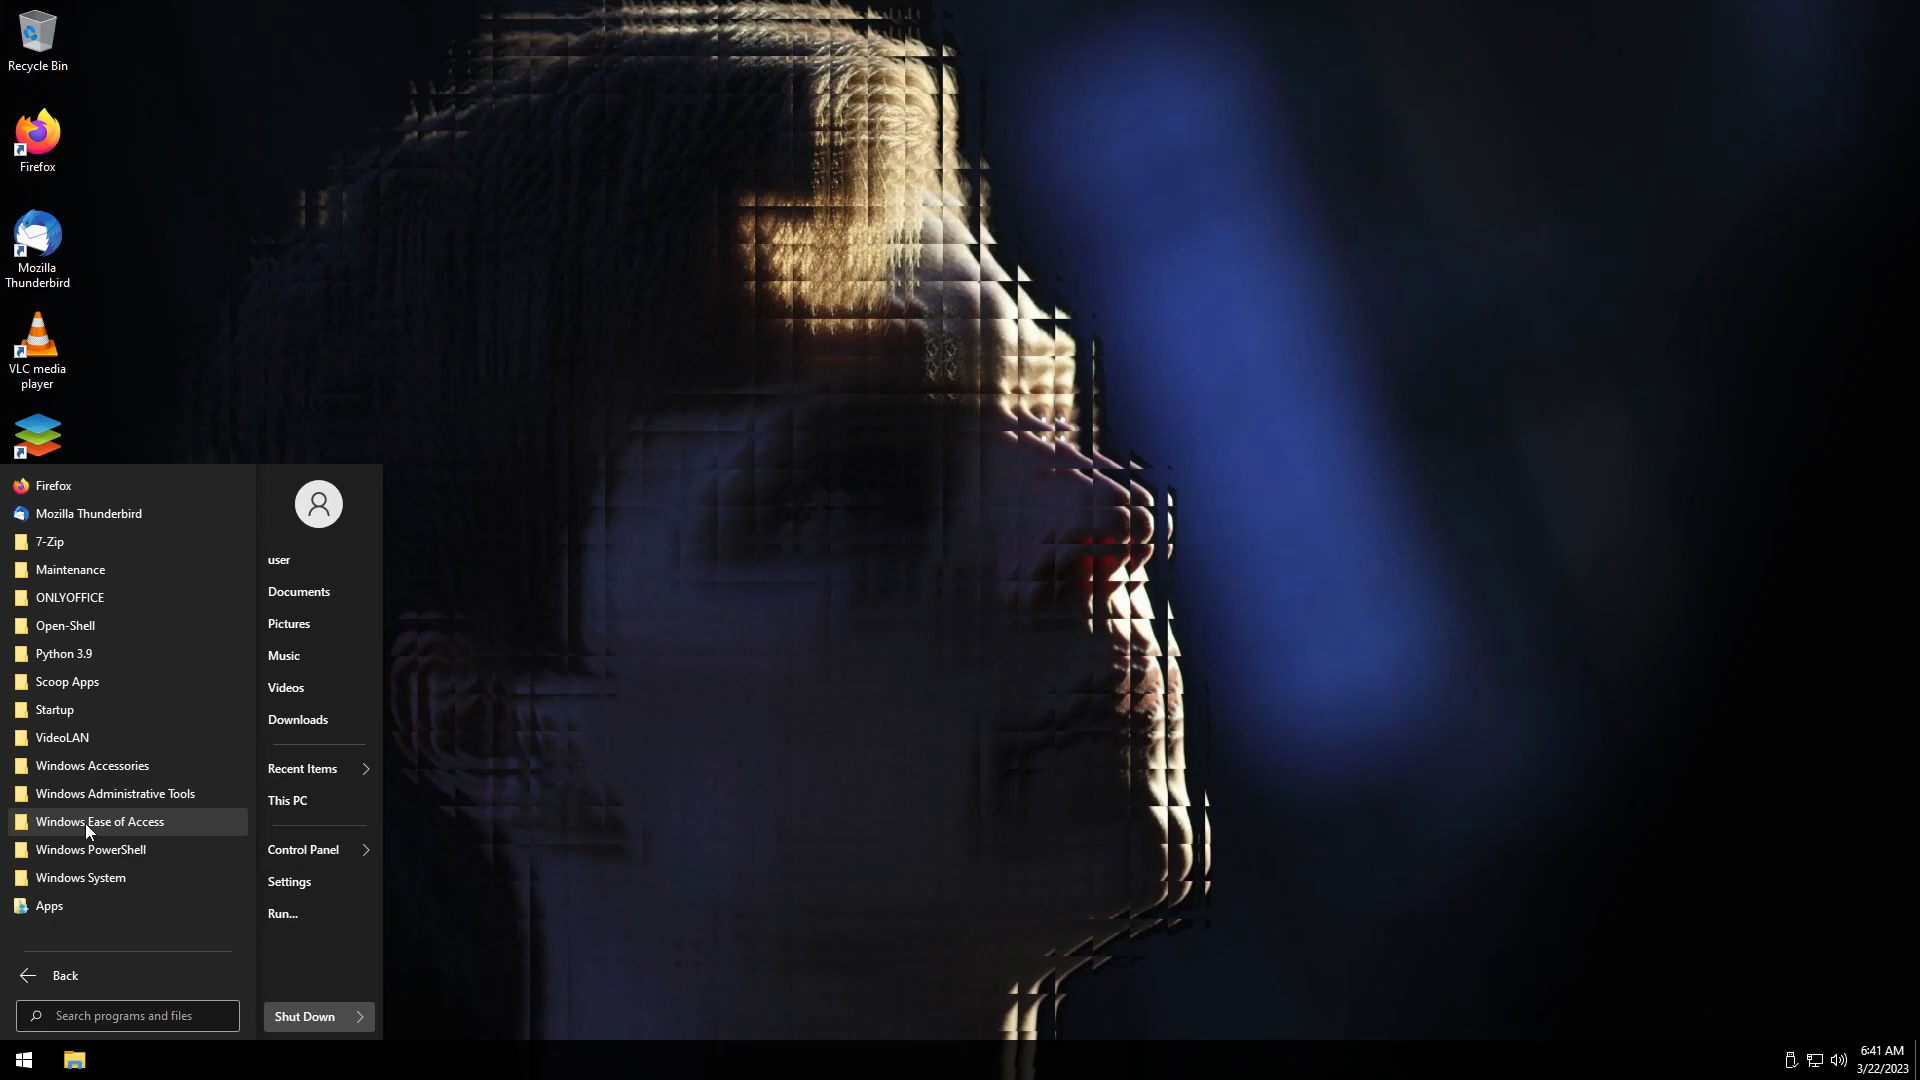 Recycle Bin
Firefox
Mozilla
Thunderbird
VLC media
player
Firefox
Mozilla Thunderbird
7-Zip
Maintenance
ONLYOFFICE
Open-Shell
Python 3.9
Scoop Apps
Startup
VideoLAN
Windows Accessories
Windows Administrative Tools
Windows Ease of Access
Windows PowerShell
Windows System
Apps
Back
Search programs and files
user
Documents
Pictures
Music
Videos
Downloads
Recent Items
This PC
Control Panel
Settings
Run...
Shut Down
6:41 AM
3/22/2023